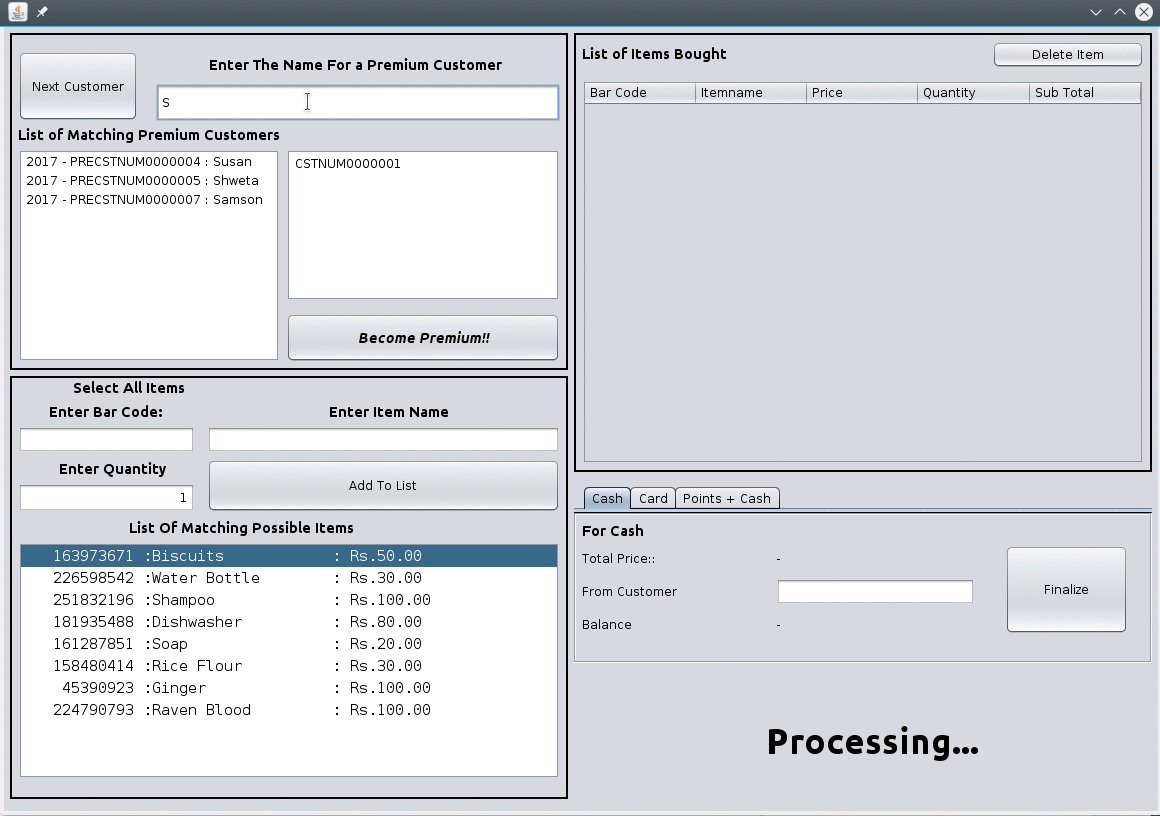 Enter The Name For a Premium Customer
Next Customer
S
List of Matching Premium Customers
2017 - PRECSTNUM0000004 : Susan
2017 - PRECSTNUM0000005 : Shweta
2017 - PRECSTNUM0000007 : Samson
CSTNUM0000001
Become Premium!!
Select All Items
Enter Bar Code:
Enter Item Name
Enter Quantity
1
Add To List
List Of Matching Possible Items
163973671 :Biscuits : Rs.50.00
226598542 :Water Bottle : Rs.30.00
251832196 :Shampoo : Rs.100.00
181935488 :Dishwasher : Rs.80.00
161287851 :Soap : Rs.20.00
158480414 :Rice Flour : Rs.30.00
45390923 :Ginger : Rs.100.00
224790793 :Raven Blood : Rs.100.00
List of Items Bought
Delete Item
Bar Code Itemname Price Quantity Sub Total
Cash Card Points + Cash
For Cash
Total Price:: -
From Customer
Balance -
Finalize
Processing...